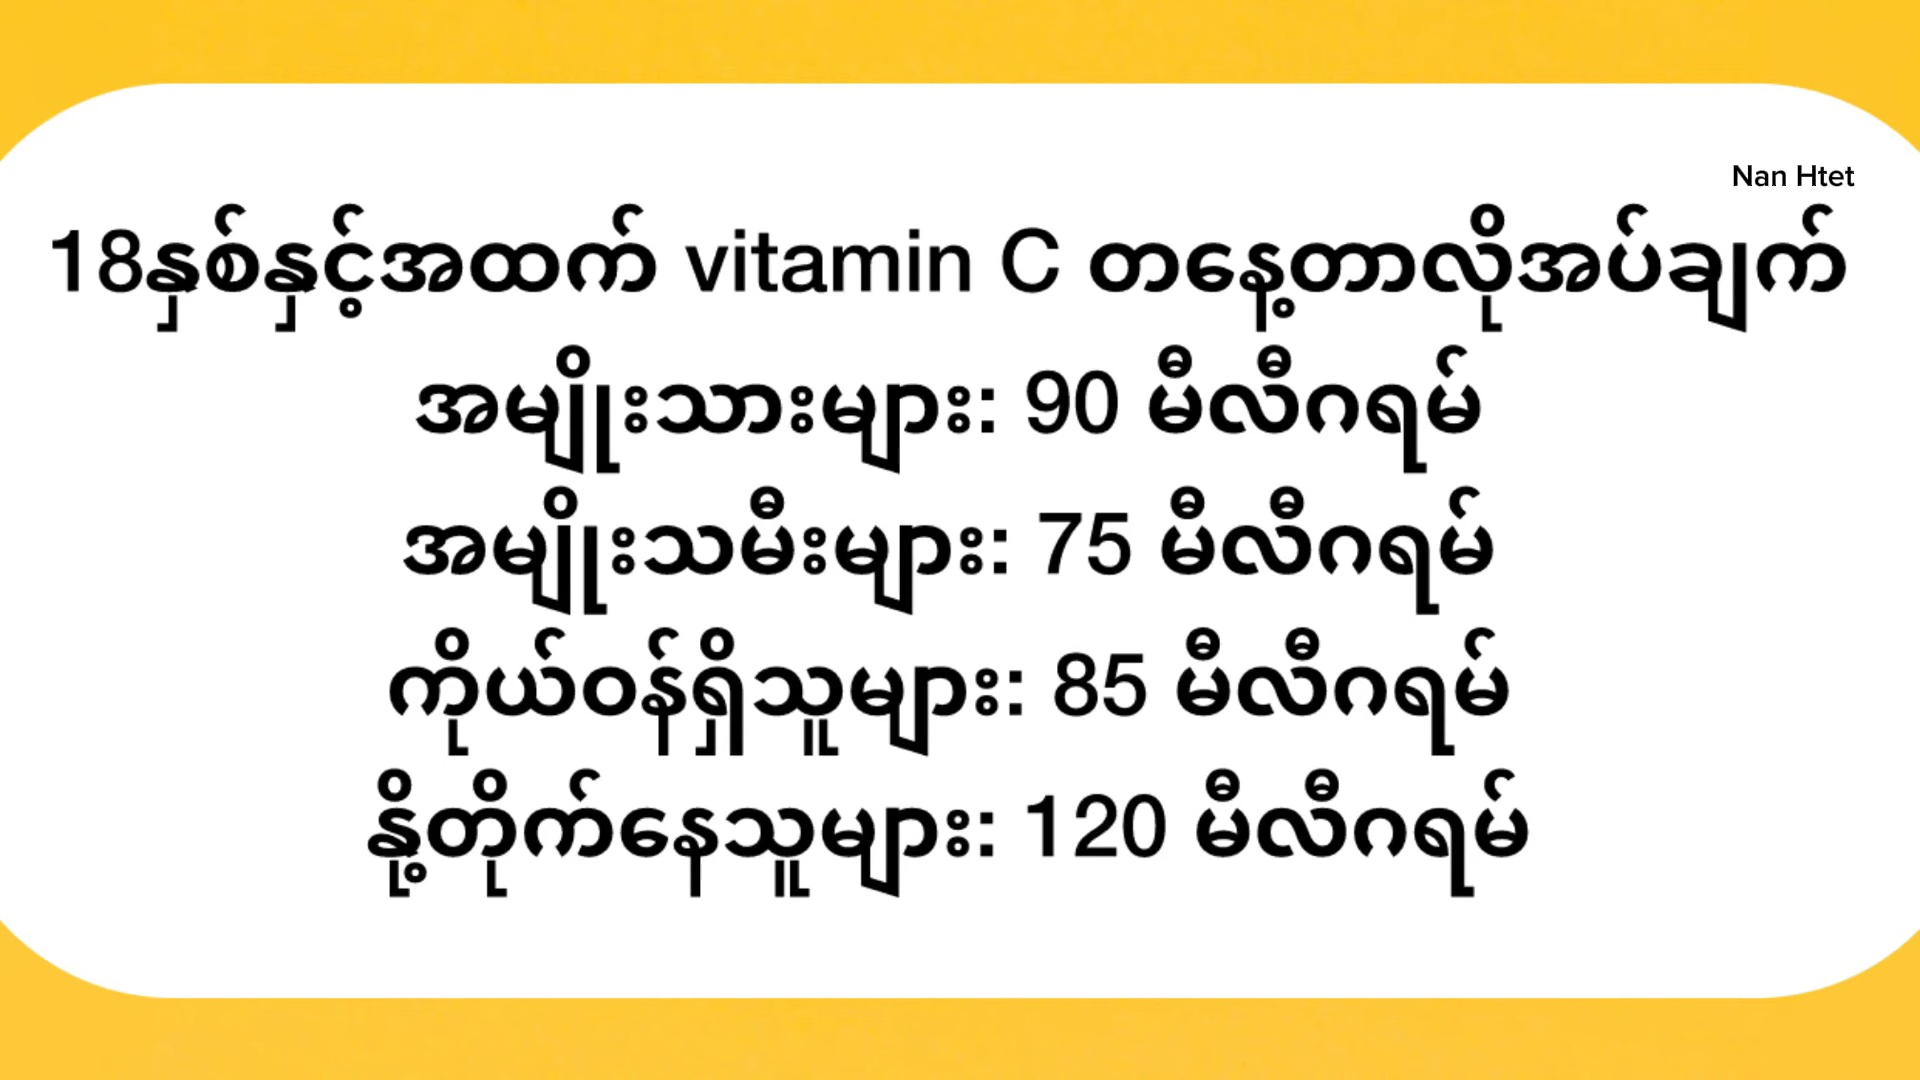 Nan Htet
18နှစ်နှင့်အထက် vitamin C တနေ့တာလိုအပ်ချက်
အမျိုးသားများ: 90 မီလီဂရမ်
အမျိုးသမီးများ: 75 မီလီဂရမ်
ကိုယ်ဝန်ရှိသူများ: 85 မီလီဂရမ်
နို့တိုက်နေသူများ: 120 မီလီဂရမ်